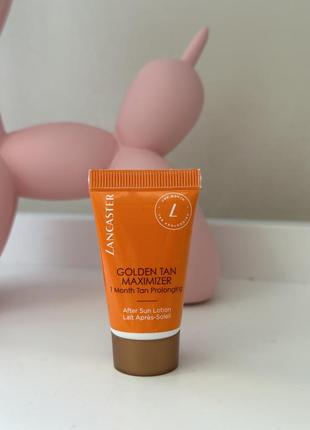 LANCASTER
L
GOLDEN TAN
MAXIMIZER
1 Month Tan Prolonging
After Sun Lotion
Lait Après-Soleil